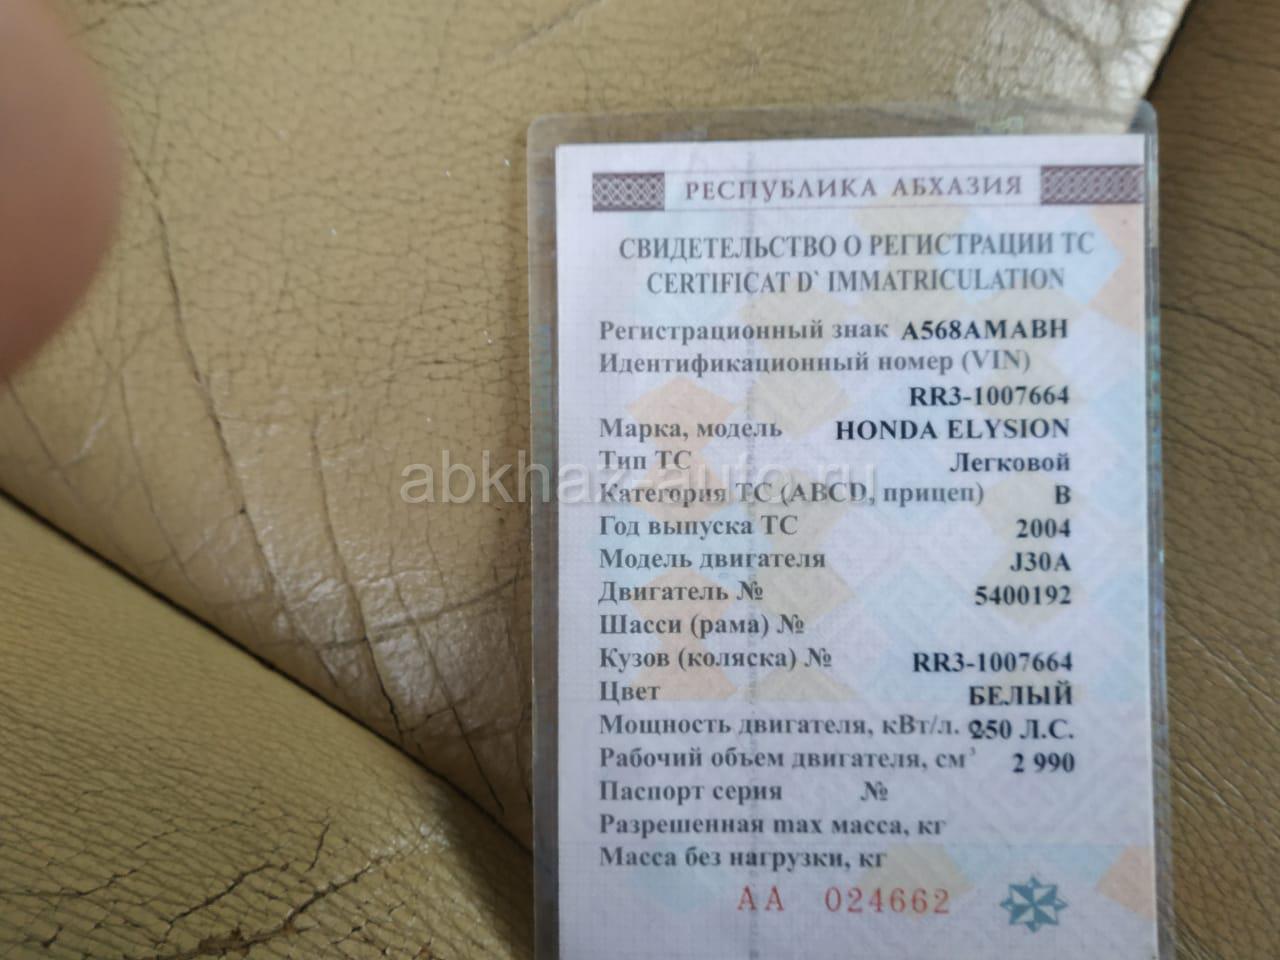 РЕСПУБЛИКА АБХАЗИЯ
СВИДЕТЕЛЬСТВО О РЕГИСТРАЦИИ ТС
CERTIFICAT D` IMMATRICULATION
Регистрационный знак А568АМАВН
Идентификационный номер (VIN)
RR3-1007664
Марка, модель HONDA ELYSION
Тип ТС Легковой
abkhaz-auto.ru
Категория ТС (ABCD, прицеп) В
Год выпуска ТС 2004
Модель двигателя J30A
Двигатель № 5400192
Шасси (рама) №
Кузов (коляска) № RR3-1007664
Цвет БЕЛЫЙ
Мощность двигателя, кВт/л. 250 Л.С.
Рабочий объем двигателя, см³ 2 990
Паспорт серия №
Разрешенная max масса, кг
Масса без нагрузки, кг
АА 024662